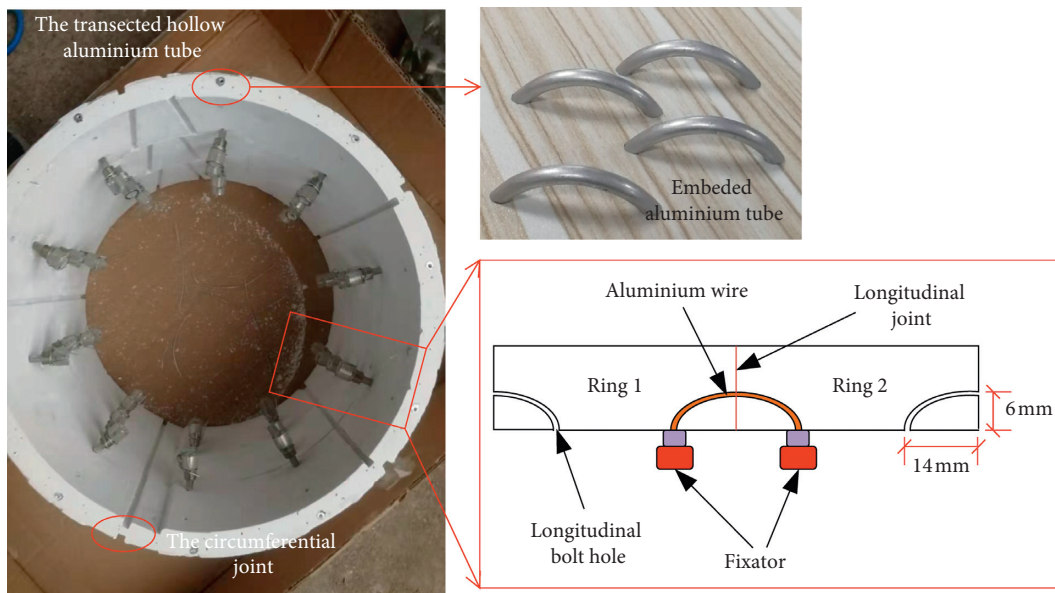 The transected hollow
aluminium tube
Embeded
aluminium tube
The circumferential
joint
Aluminium wire
Longitudinal
joint
Ring 1
Ring 2
6 mm
14 mm
Longitudinal
bolt hole
Fixator